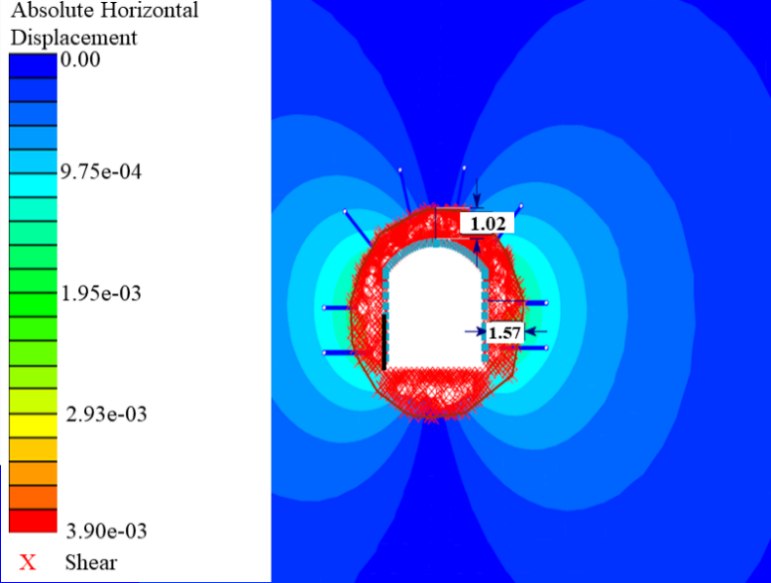 Absolute Horizontal
Displacement
0.00
9.75e-04
1.95e-03
2.93e-03
3.90e-03
X Shear
1.02
1.57